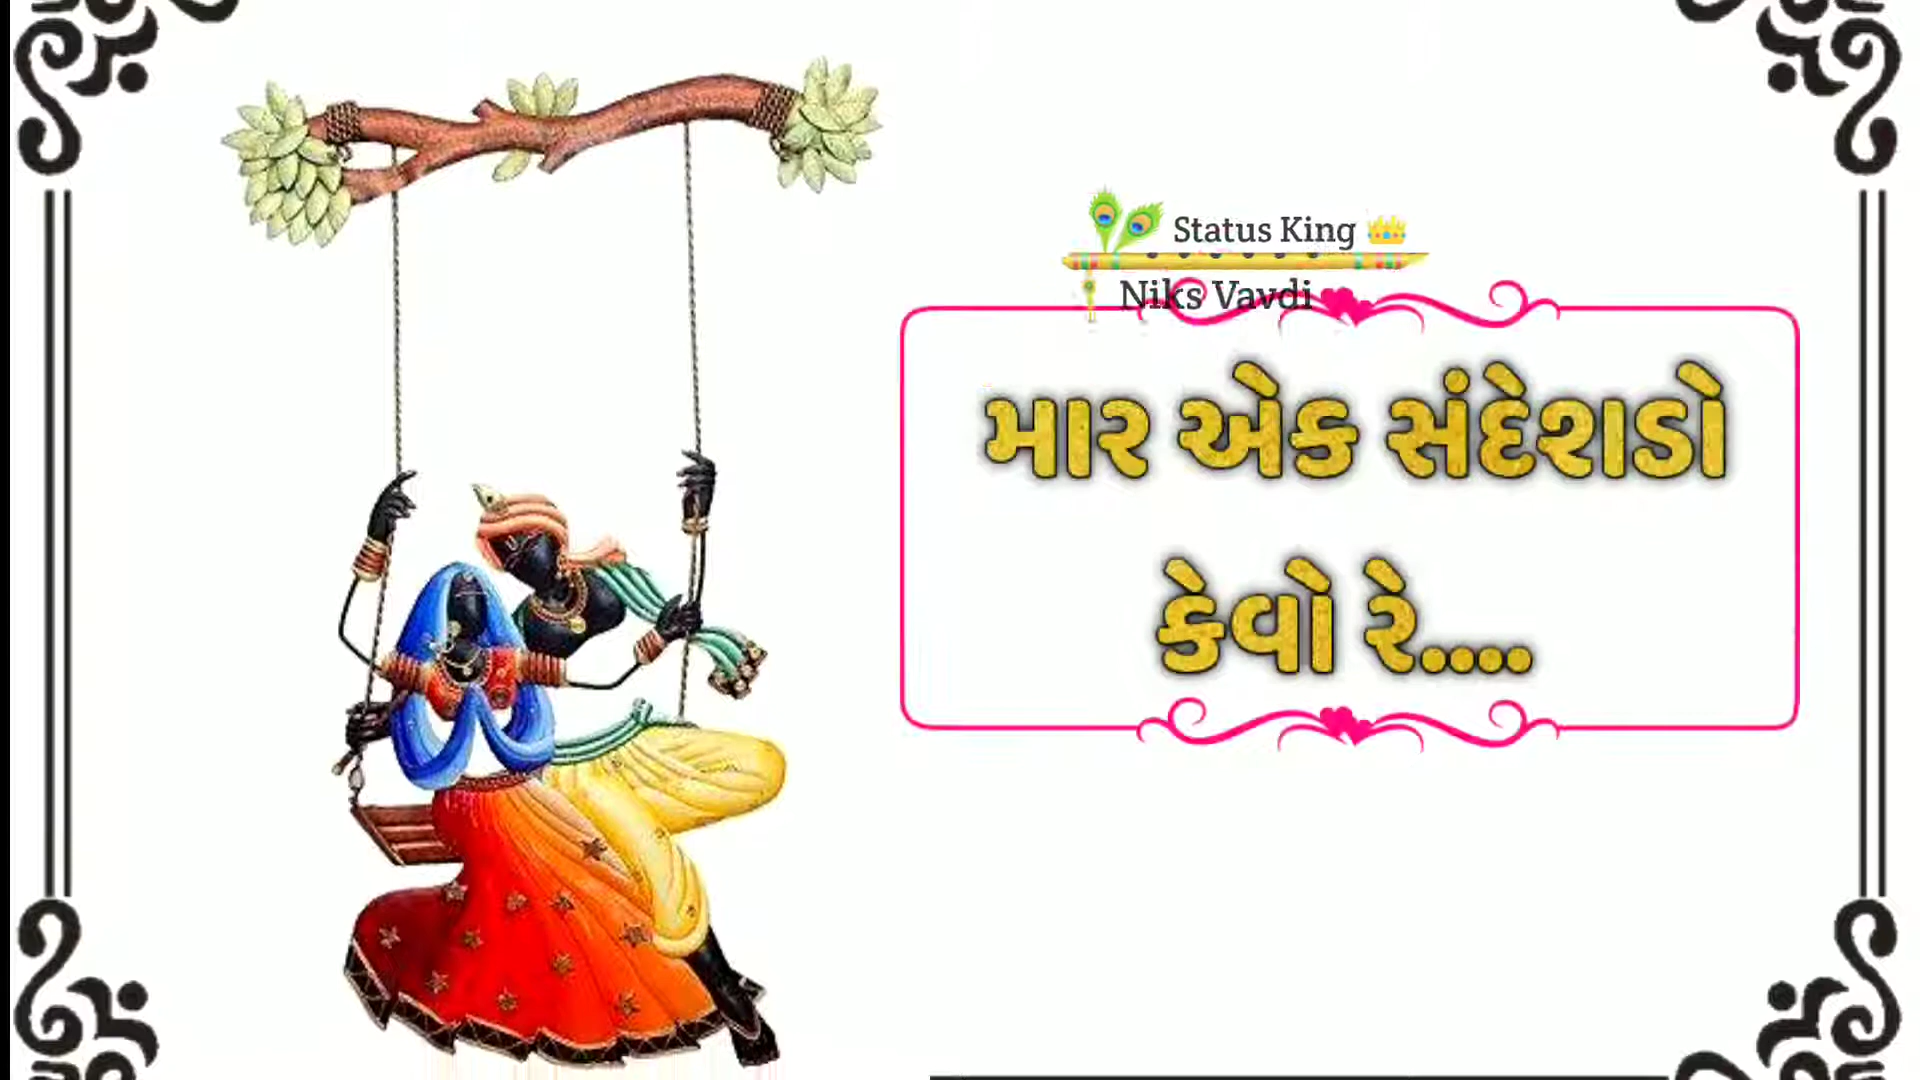 Status King
Niks Vavdi
માર એક સંદેશડો
કેવો રે....